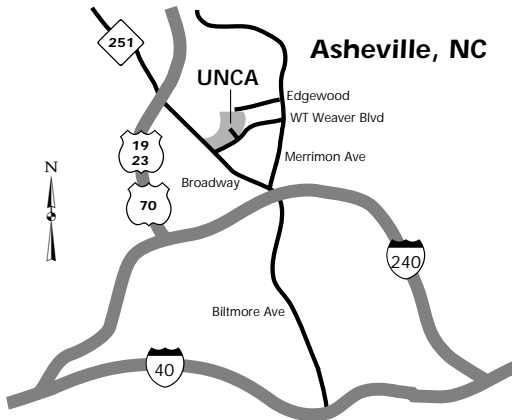 251
Asheville, NC
UNCA
Edgewood
WT Weaver Blvd
19
23
Merrimon Ave
N
Broadway
70
240
Biltmore Ave
40